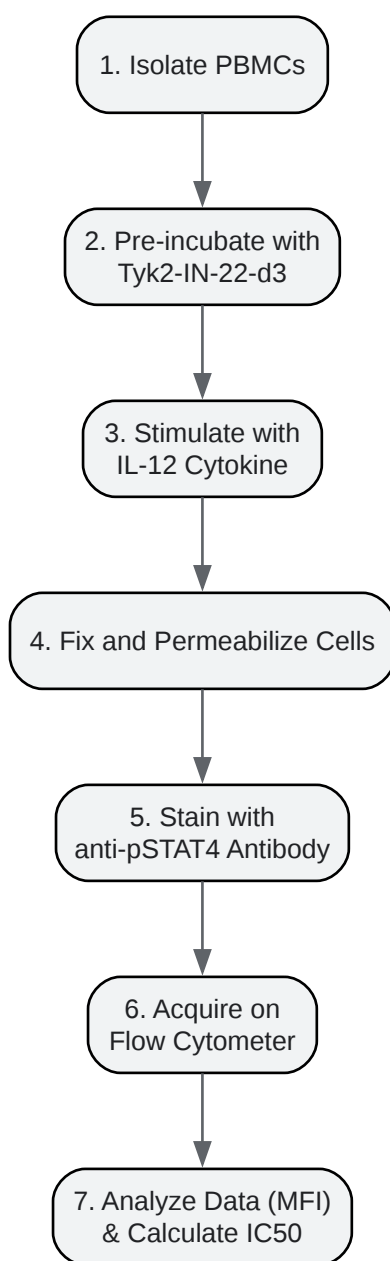 1. Isolate PBMCs
2. Pre-incubate with
Tyk2-IN-22-d3
3. Stimulate with
IL-12 Cytokine
4. Fix and Permeabilize Cells
5. Stain with
anti-pSTAT4 Antibody
6. Acquire on
Flow Cytometer
7. Analyze Data (MFI)
& Calculate IC50